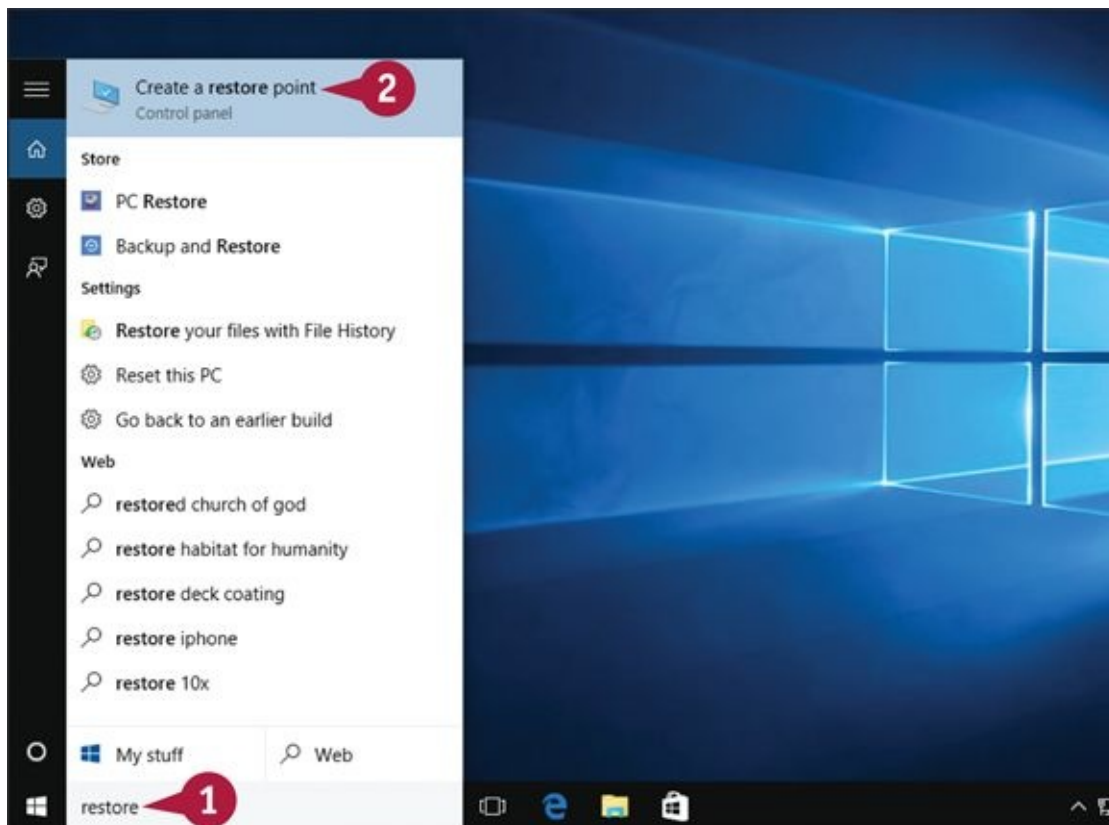 Create a restore point
2
Control panel
Store
PC Restore
Backup and Restore
Settings
Restore your files with File History
Reset this PC
Go back to an earlier build
Web
restored church of god
restore habitat for humanity
restore deck coating
restore iphone
restore 10x
My stuff
Web
restore
1